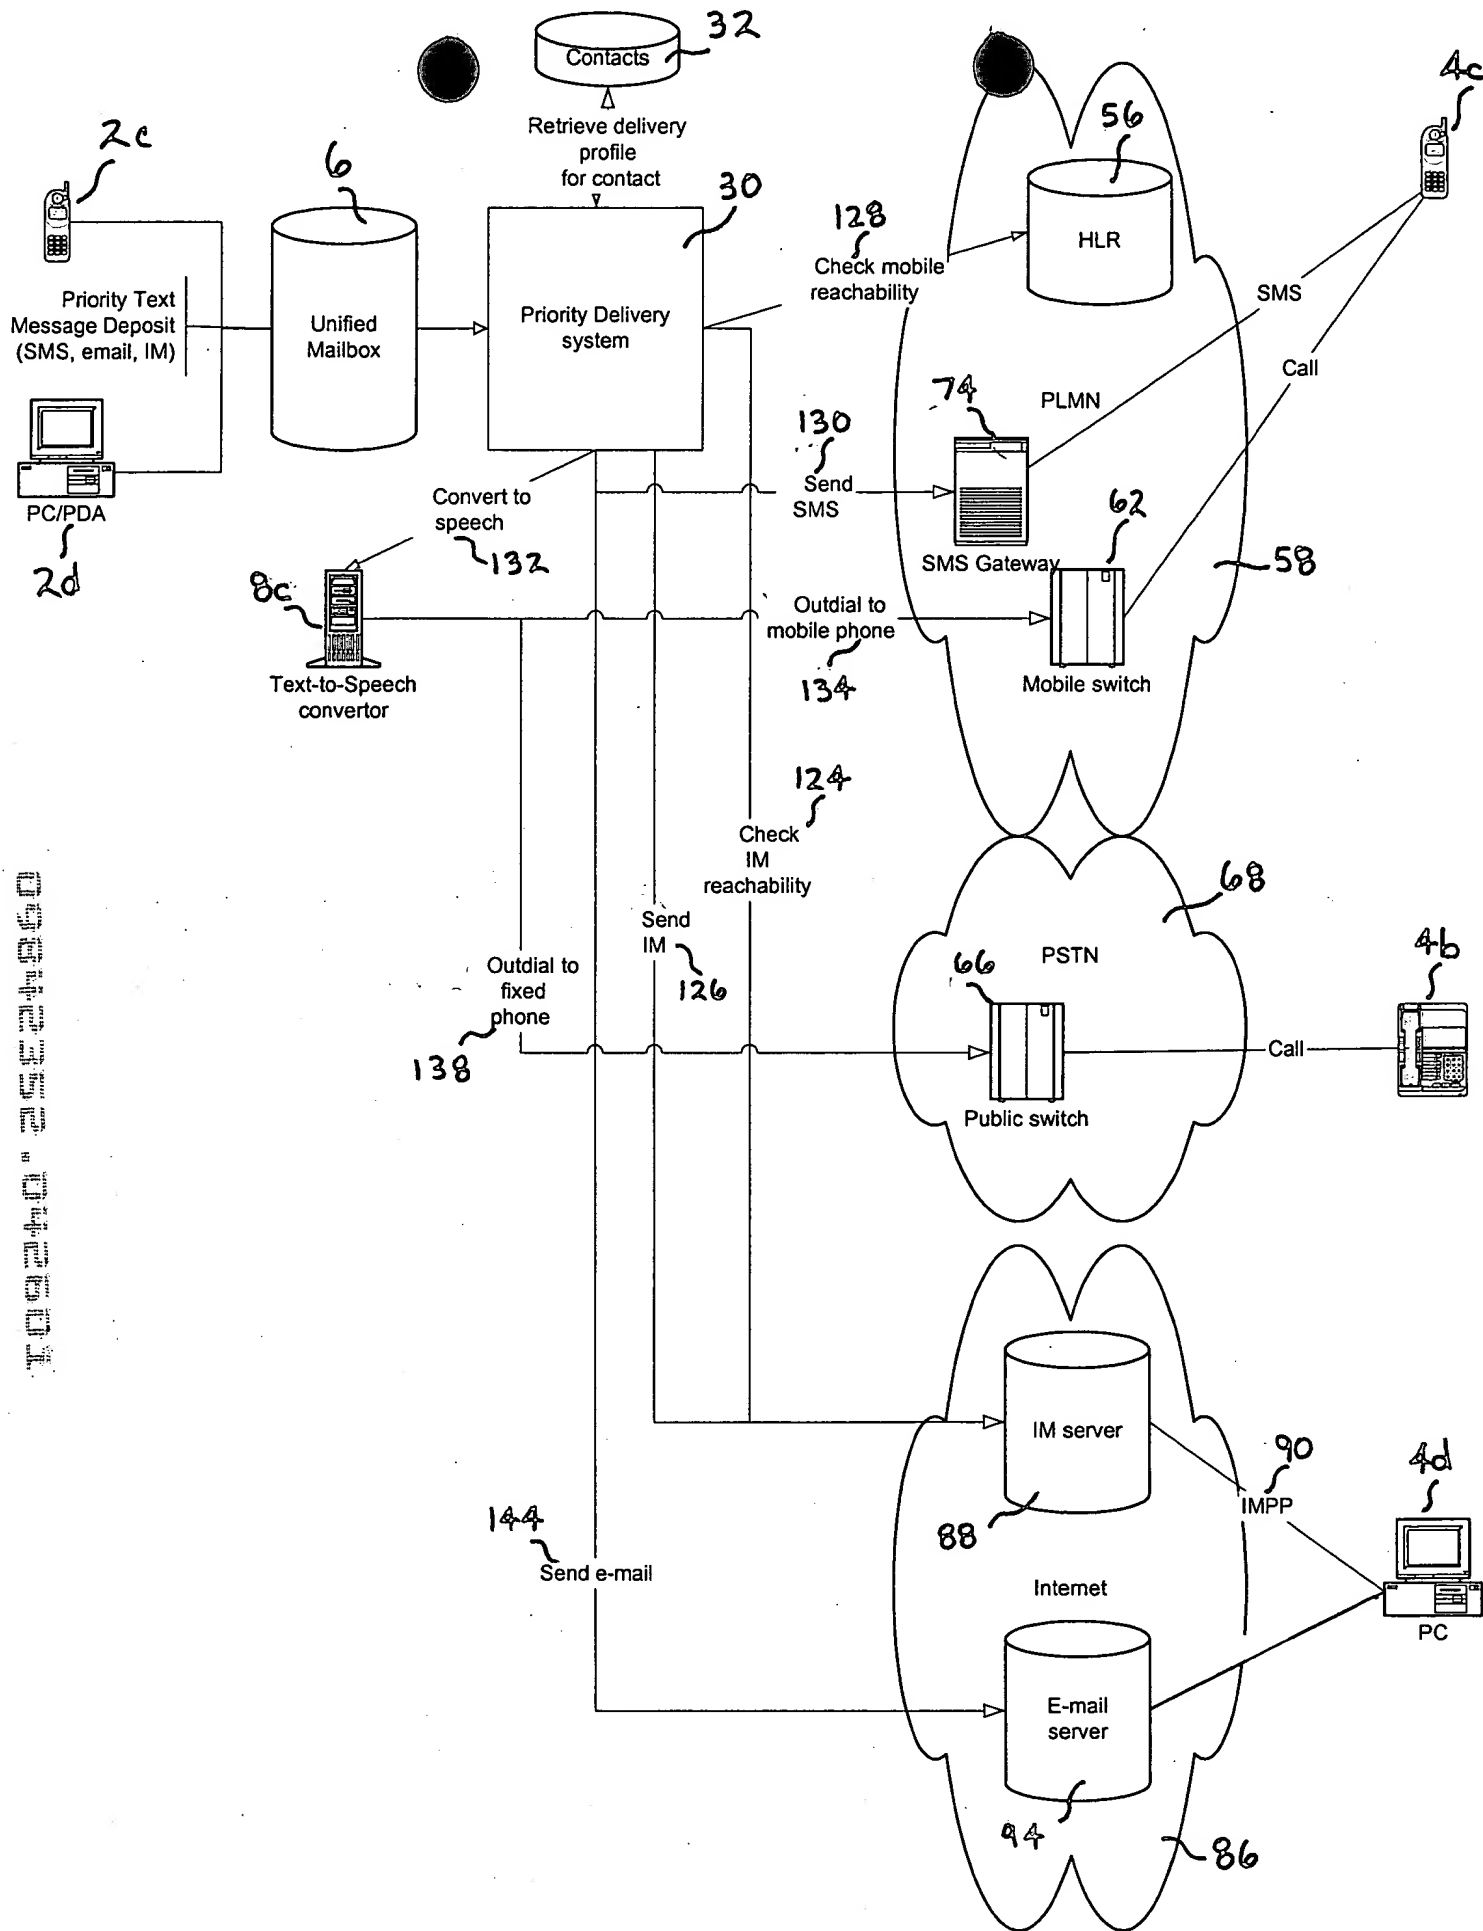 32
Contacts
4c
2c
6
Retrieve delivery
profile
for contact
56
30
128
Check mobile
reachability
HLR
Priority Text
Message Deposit
(SMS, email, IM)
Unified
Mailbox
Priority Delivery
system
SMS
Call
74
PLMN
130
Send
SMS
Convert to
speech
132
PC/PDA
2d
62
SMS Gateway
58
8c
Outdial to
mobile phone
134
Text-to-Speech
convertor
Mobile switch
124
Check
IM
reachability
68
Send
IM
126
PSTN
66
4b
Outdial to
fixed
phone
138
Call
Public switch
09842352.042601
IM server
90
IMPP
4d
88
144
Send e-mail
Internet
PC
E-mail
server
94
86